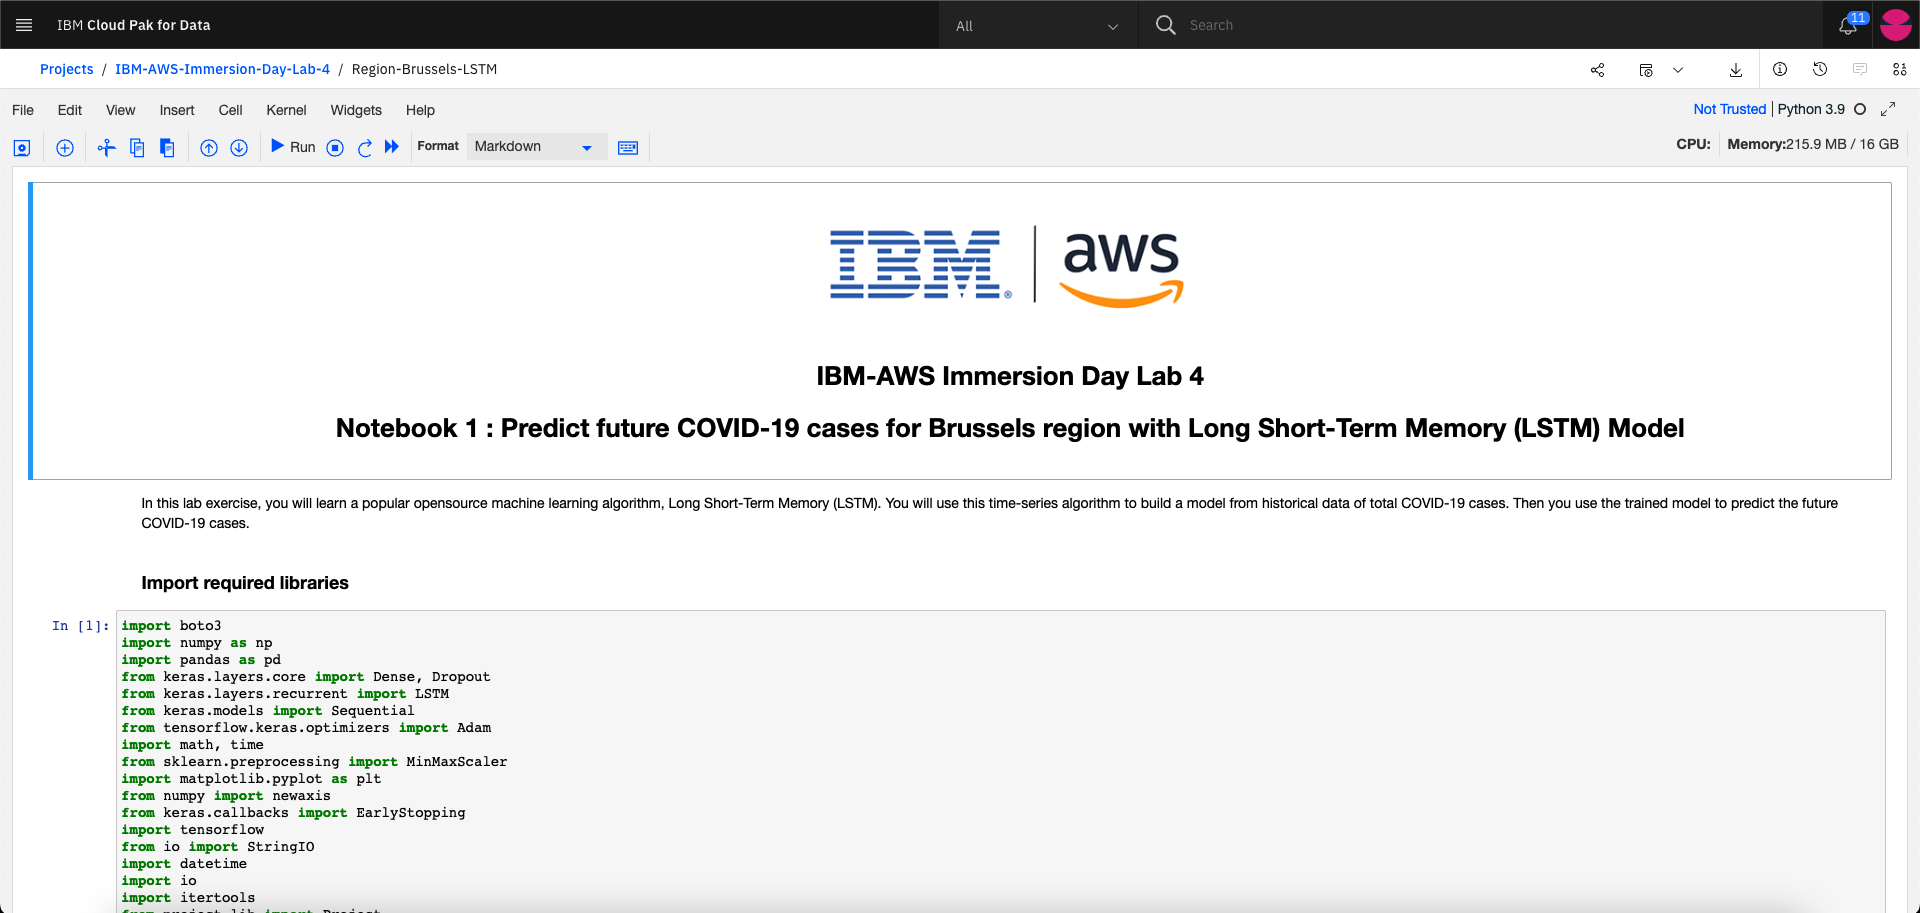 IBM Cloud Pak for Data
All
Search
11
Projects / IBM-AWS-Immersion-Day-Lab-4 / Region-Brussels-LSTM
File Edit View Insert Cell Kernel Widgets Help
Not Trusted | Python 3.9
Run
Format
Markdown
CPU:
Memory:215.9 MB / 16 GB
IBM®
aws
IBM-AWS Immersion Day Lab 4
Notebook 1 : Predict future COVID-19 cases for Brussels region with Long Short-Term Memory (LSTM) Model
In this lab exercise, you will learn a popular opensource machine learning algorithm, Long Short-Term Memory (LSTM). You will use this time-series algorithm to build a model from historical data of total COVID-19 cases. Then you use the trained model to predict the future
COVID-19 cases.
Import required libraries
In [1]:
import boto3
import numpy as np
import pandas as pd
from keras.layers.core import Dense, Dropout
from keras.layers.recurrent import LSTM
from keras.models import Sequential
from tensorflow.keras.optimizers import Adam
import math, time
from sklearn.preprocessing import MinMaxScaler
import matplotlib.pyplot as plt
from numpy import newaxis
from keras.callbacks import EarlyStopping
import tensorflow
from io import StringIO
import datetime
import io
import itertools
from project_lib import Project